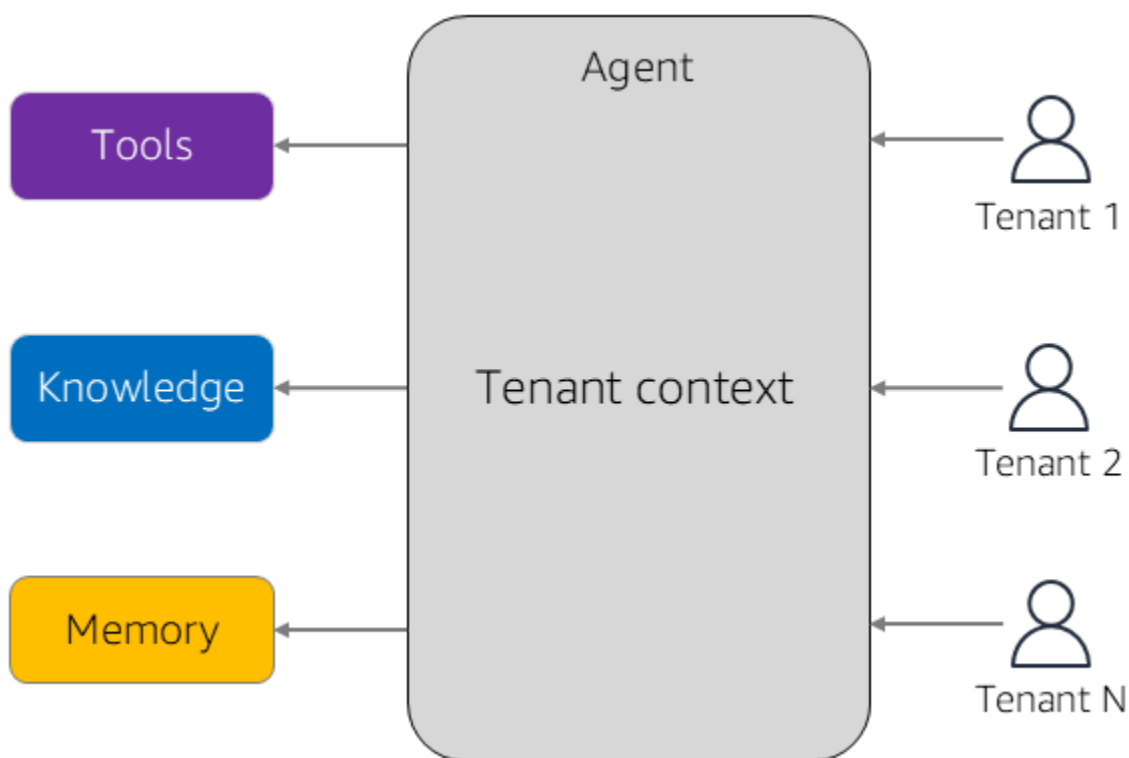 Agent
Tools
Tenant 1
Knowledge
Tenant context
Tenant 2
Memory
Tenant N